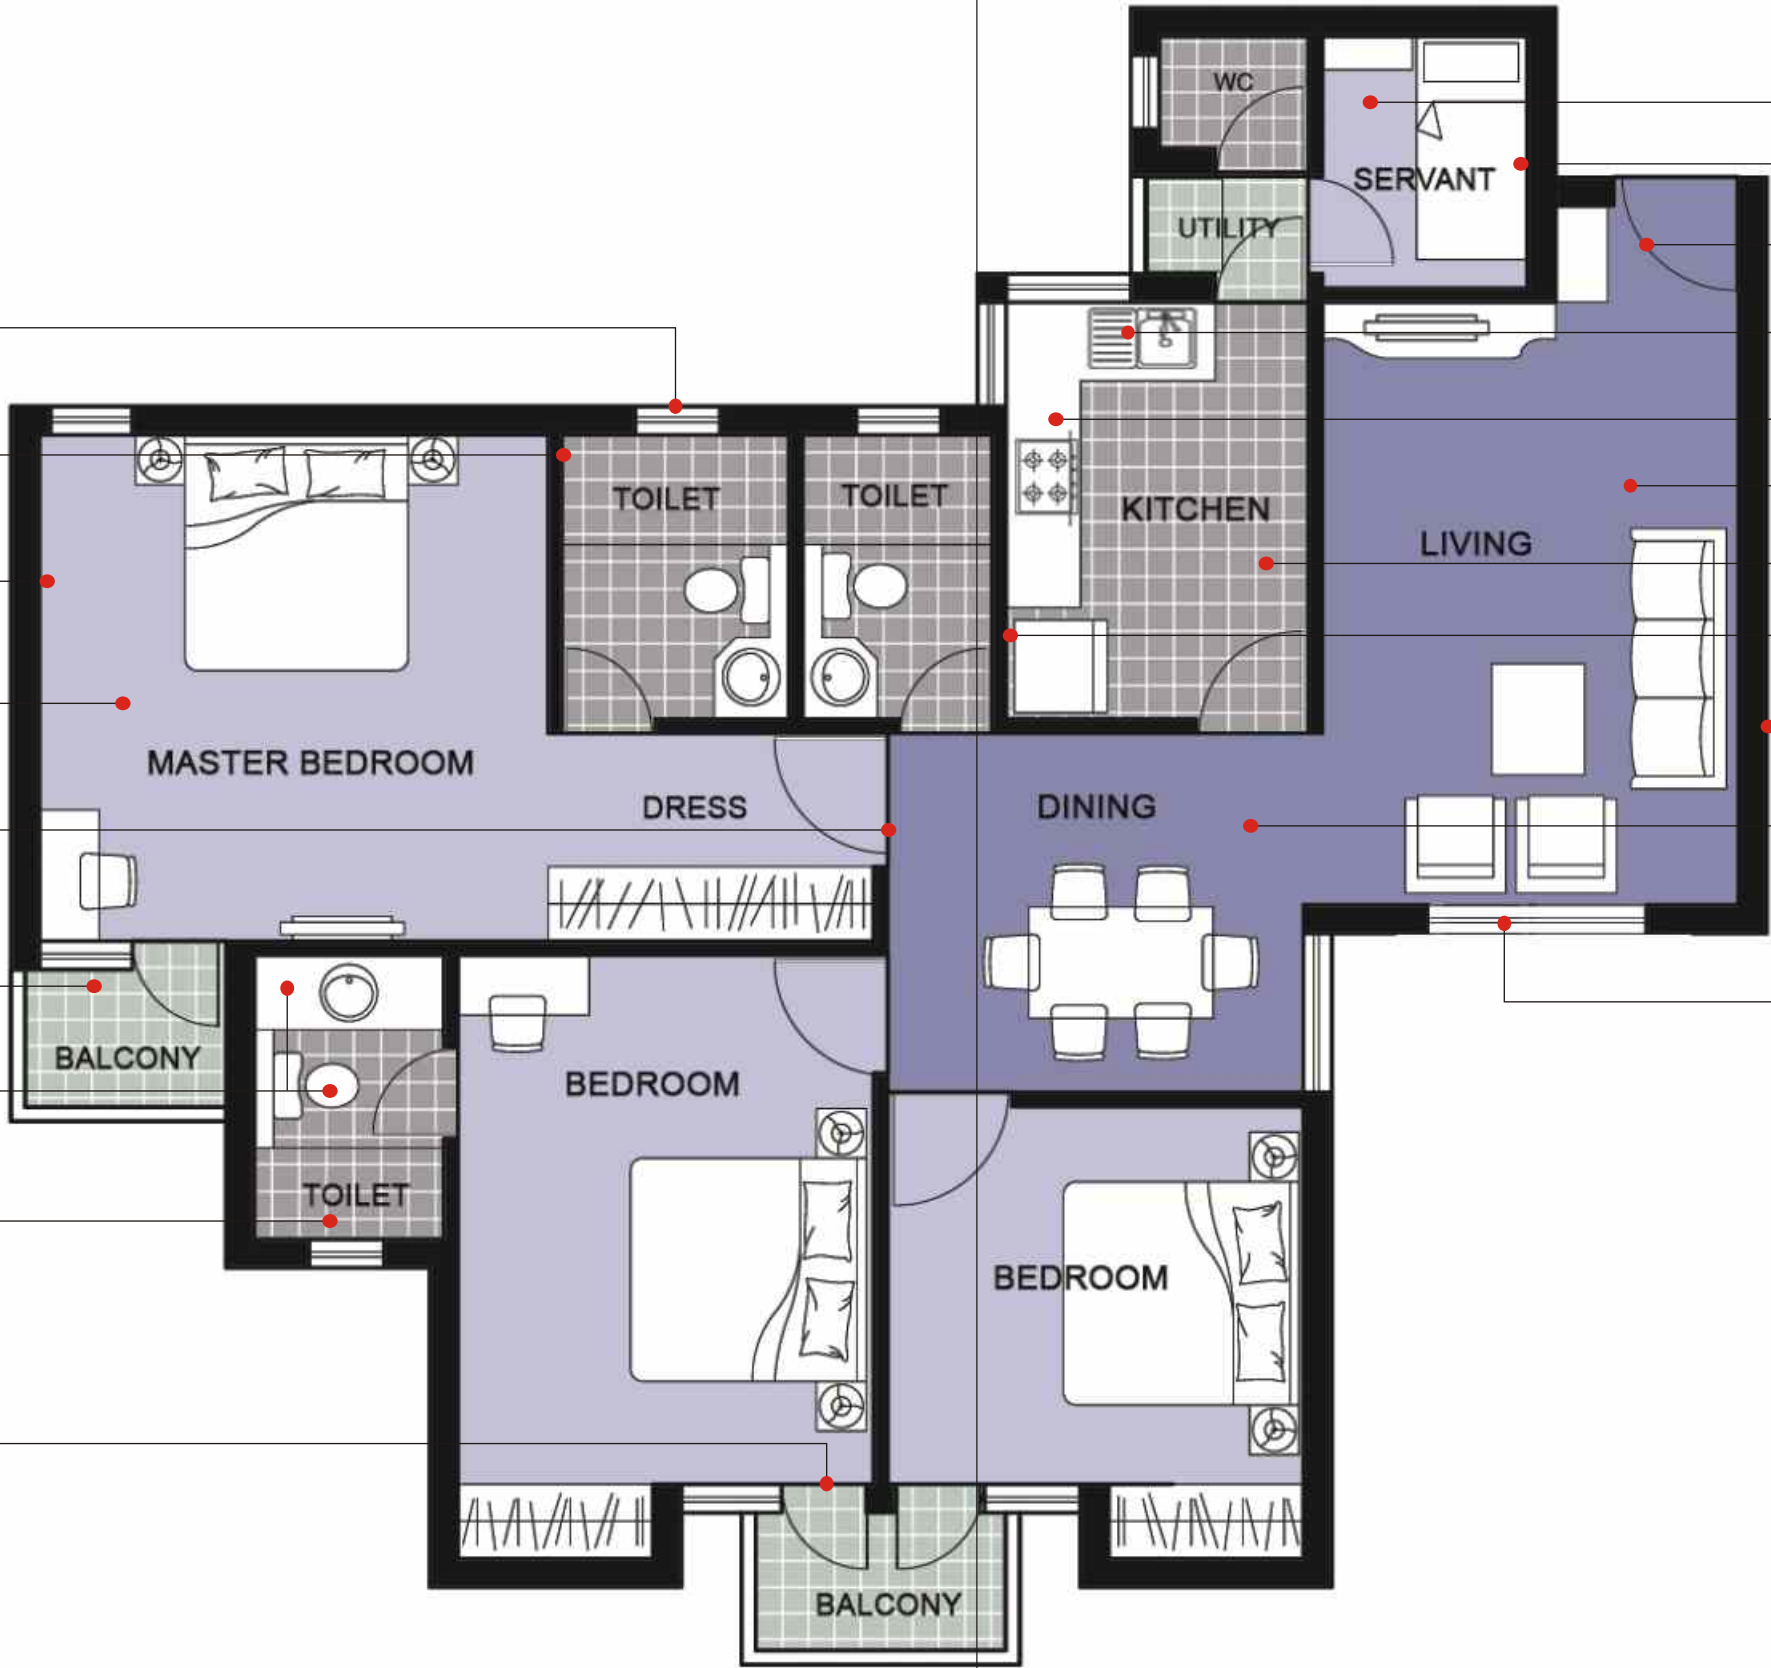 WC
SERVANT
UTILITY
TOILET
TOILET
KITCHEN
LIVING
MASTER BEDROOM
DRESS
DINING
BALCONY
BEDROOM
TOILET
BEDROOM
BALCONY